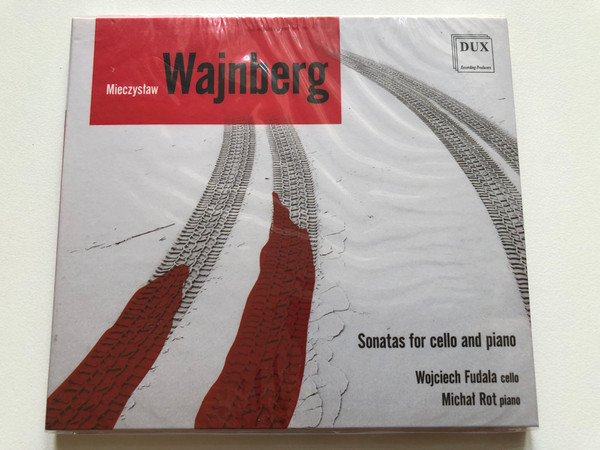 Mieczysław Wajnberg
DUX
Recording Producers
Sonatas for cello and piano
Wojciech Fudala cello
Michał Rot piano